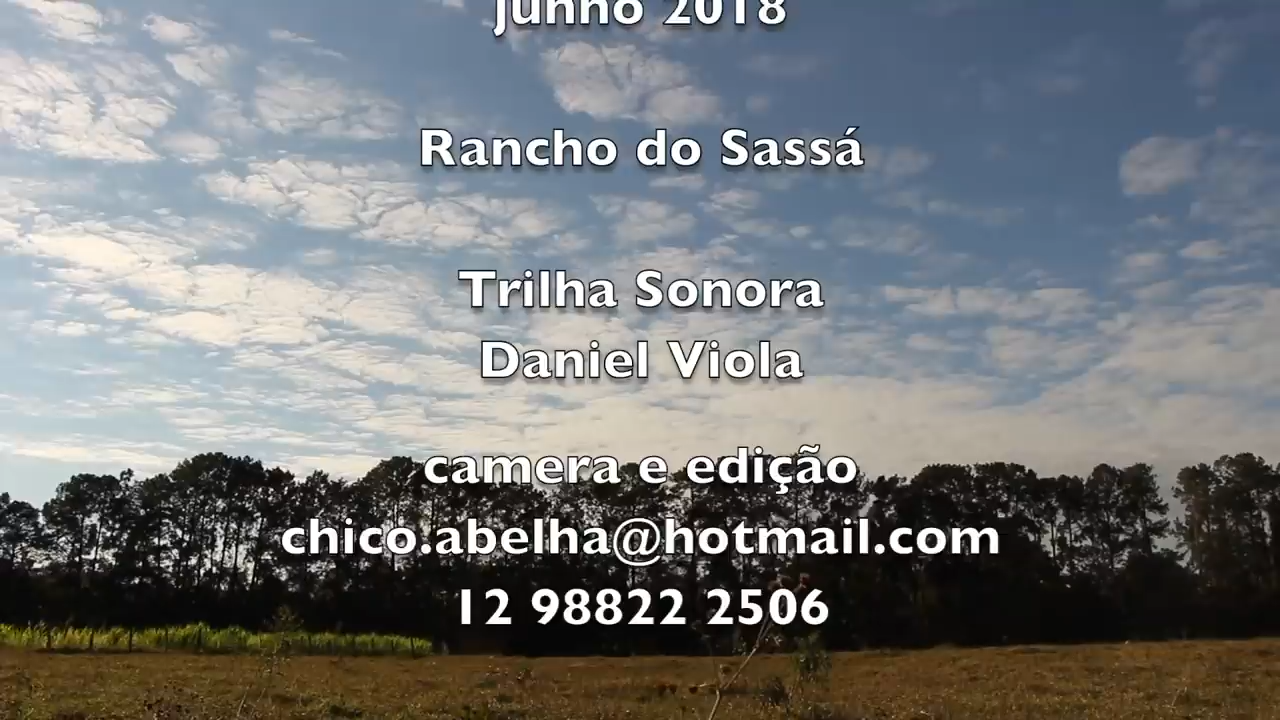 junho 2018
Rancho do Sassá
Trilha Sonora
Daniel Viola
camera e edição
chico.abelha@hotmail.com
12 98822 2506